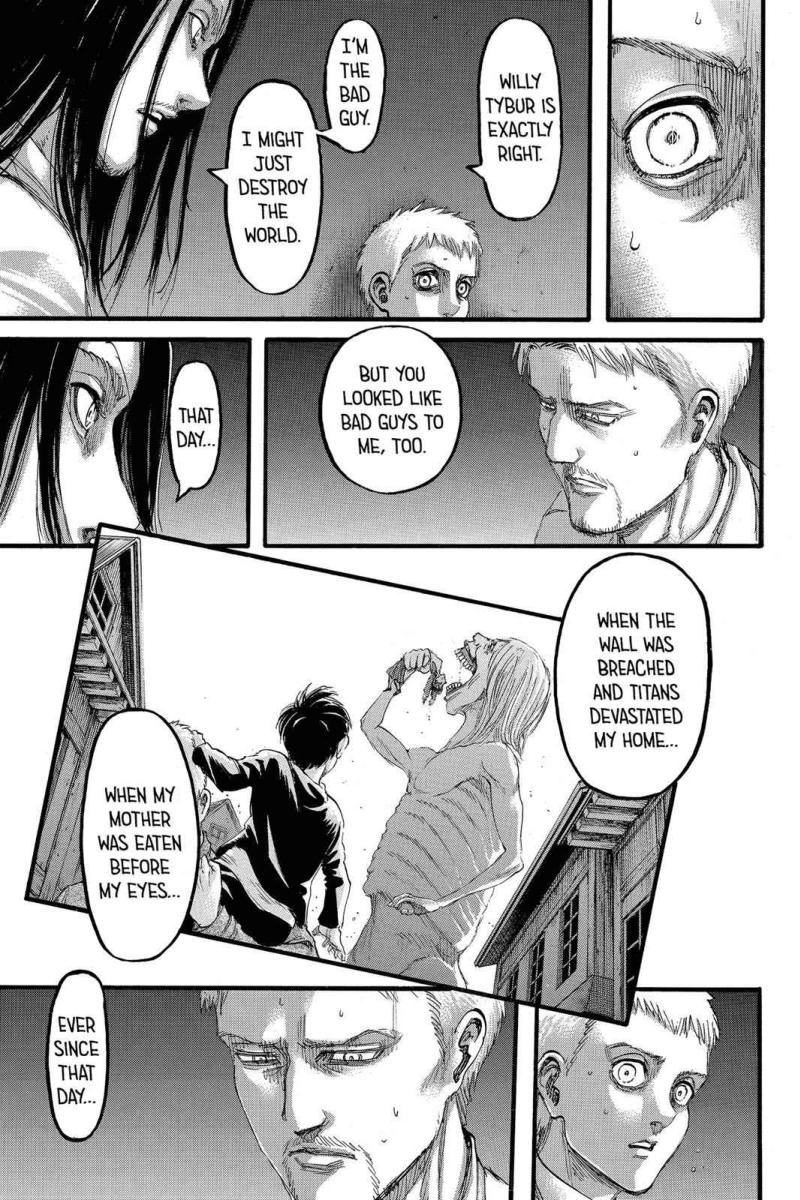 WILLY
TYBUR IS
EXACTLY
RIGHT.
I'M
THE
BAD
GUY.
I MIGHT
JUST
DESTROY
THE
WORLD.
BUT YOU
LOOKED LIKE
BAD GUYS TO
ME, TOO.
THAT
DAY...
WHEN THE
WALL WAS
BREACHED
AND TITANS
DEVASTATED
MY HOME...
WHEN MY
MOTHER
WAS EATEN
BEFORE
MY EYES...
EVER
SINCE
THAT
DAY...